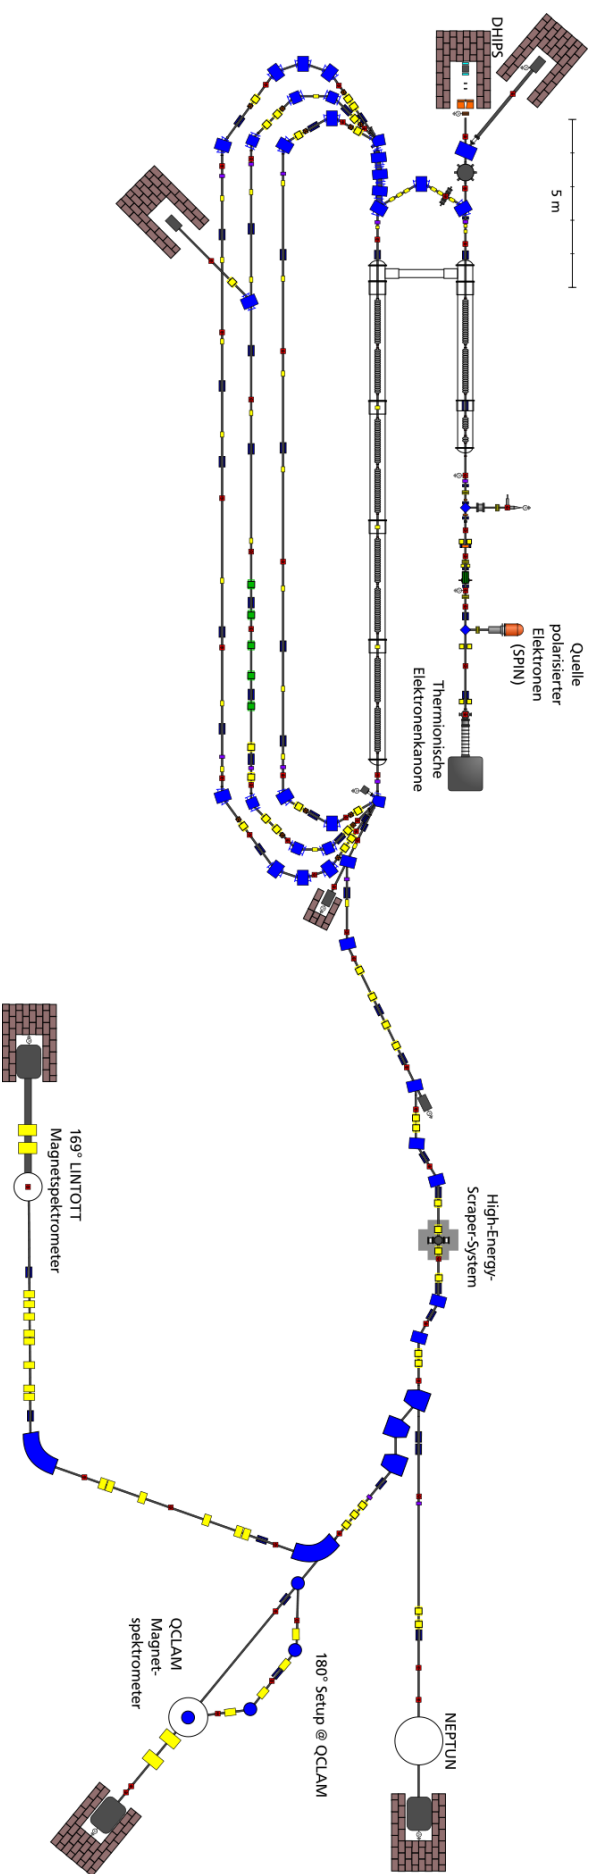 DHIPS
5 m
Quelle
polarisierter
Elektronen
(SPIN)
Thermionische
Elektronenkanone
High-Energy-
Scraper-System
169° LINTOTT
Magnetspektrometer
QCLAM
Magnet-
spektrometer
180° Setup @ QCLAM
NEPTUN